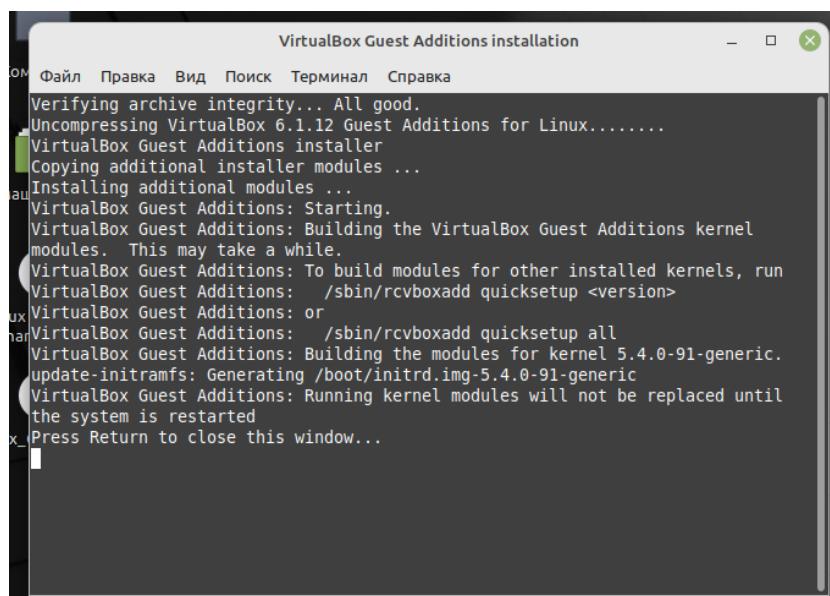 VirtualBox Guest Additions installation
Файл Правка Вид Поиск Терминал Справка
Verifying archive integrity... All good.
Uncompressing VirtualBox 6.1.12 Guest Additions for Linux........
VirtualBox Guest Additions installer
Copying additional installer modules ...
Installing additional modules ...
VirtualBox Guest Additions: Starting.
VirtualBox Guest Additions: Building the VirtualBox Guest Additions kernel
modules.  This may take a while.
VirtualBox Guest Additions: To build modules for other installed kernels, run
VirtualBox Guest Additions:   /sbin/rcvboxadd quicksetup <version>
VirtualBox Guest Additions: or
VirtualBox Guest Additions:   /sbin/rcvboxadd quicksetup all
VirtualBox Guest Additions: Building the modules for kernel 5.4.0-91-generic.
update-initramfs: Generating /boot/initrd.img-5.4.0-91-generic
VirtualBox Guest Additions: Running kernel modules will not be replaced until
the system is restarted
Press Return to close this window...